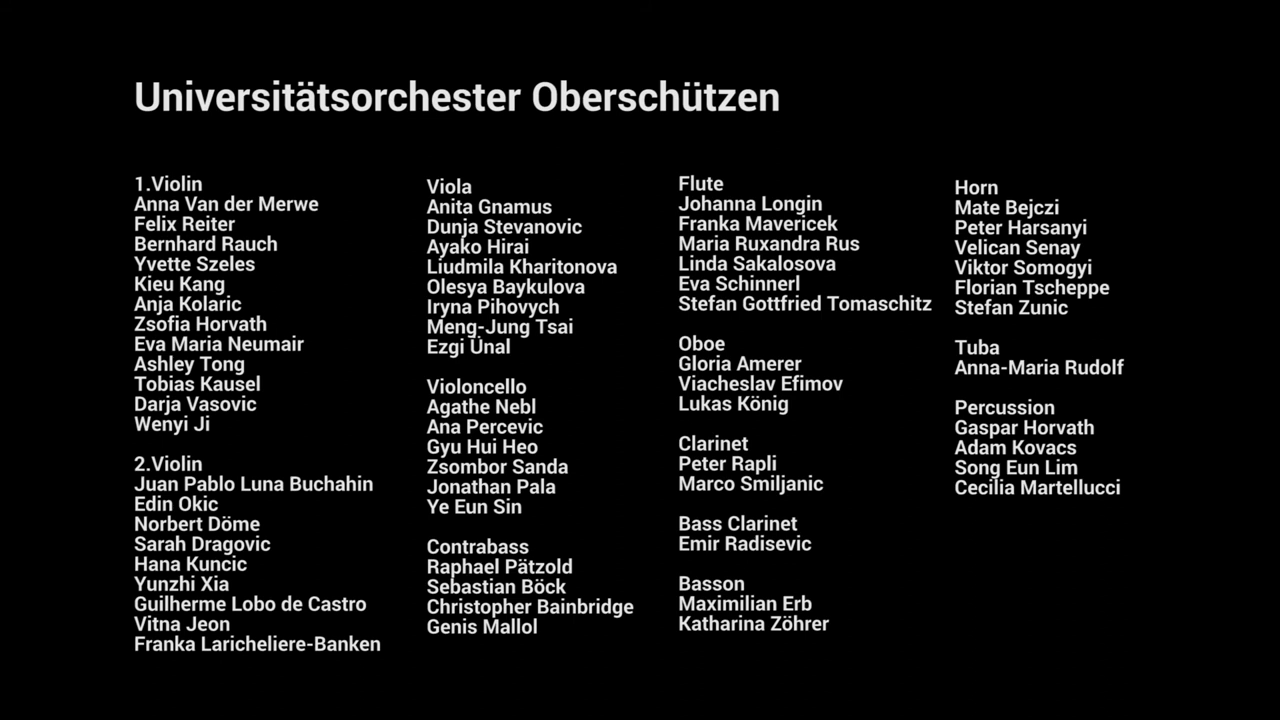 Universitätsorchester Oberschützen
1.Violin
Anna Van der Merwe
Felix Reiter
Bernhard Rauch
Yvette Szeles
Kieu Kang
Anja Kolaric
Zsofia Horvath
Eva Maria Neumair
Ashley Tong
Tobias Kausel
Darja Vasovic
Wenyi Ji
2.Violin
Juan Pablo Luna Buchahin
Edin Okic
Norbert Döme
Sarah Dragovic
Hana Kuncic
Yunzhi Xia
Guilherme Lobo de Castro
Vitna Jeon
Franka Laricheliere-Banken
Viola
Anita Gnamus
Dunja Stevanovic
Ayako Hirai
Liudmila Kharitonova
Olesya Baykulova
Iryna Pihovych
Meng-Jung Tsai
Ezgi Ünal
Violoncello
Agathe Nebl
Ana Percevic
Gyu Hui Heo
Zsombor Sanda
Jonathan Pala
Ye Eun Sin
Contrabass
Raphael Pätzold
Sebastian Böck
Christopher Bainbridge
Genis Mallol
Flute
Johanna Longin
Franka Mavericek
Maria Ruxandra Rus
Linda Sakalosova
Eva Schinnerl
Stefan Gottfried Tomaschitz
Oboe
Gloria Amerer
Viacheslav Efimov
Lukas König
Clarinet
Peter Rapli
Marco Smiljanic
Bass Clarinet
Emir Radisevic
Basson
Maximilian Erb
Katharina Zöhrer
Horn
Mate Bejczi
Peter Harsanyi
Velican Senay
Viktor Somogyi
Florian Tscheppe
Stefan Zunic
Tuba
Anna-Maria Rudolf
Percussion
Gaspar Horvath
Adam Kovacs
Song Eun Lim
Cecilia Martellucci